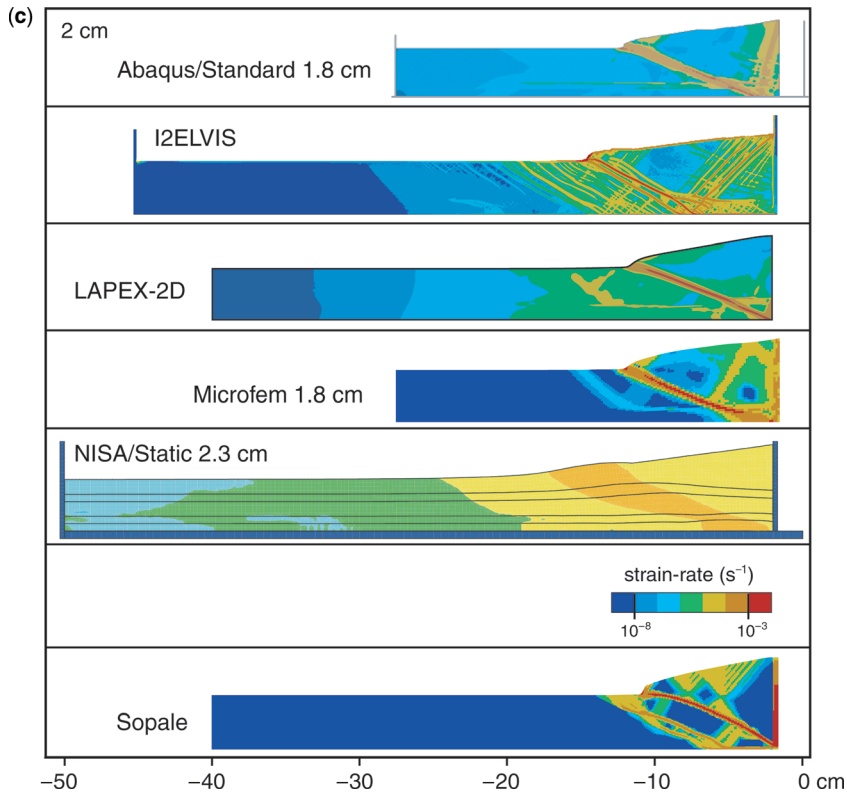 (c)
2 cm
Abaqus/Standard 1.8 cm
I2ELVIS
LAPEX-2D
Microfem 1.8 cm
NISA/Static 2.3 cm
strain-rate (s⁻¹)
10⁻⁸ 10⁻³
Sopale
−50 −40 −30 −20 −10 0 cm